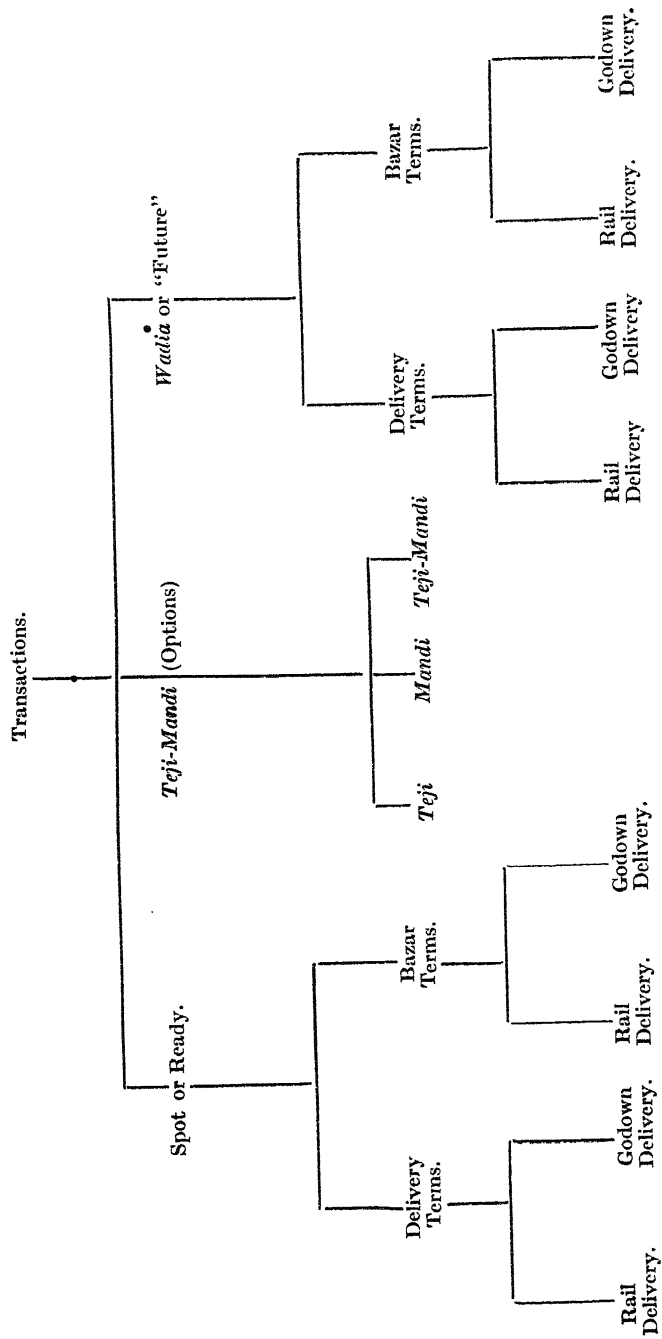 Transactions.
Spot or Ready.
Teji-Mandi (Options)
Wadia or "Future"
Delivery
Terms.
Bazar
Terms.
Teji
Mandi
Teji-Mandi
Delivery
Terms.
Bazar
Terms.
Rail
Delivery.
Godown
Delivery.
Rail
Delivery.
Godown
Delivery.
Rail
Delivery
Godown
Delivery
Rail
Delivery.
Godown
Delivery.